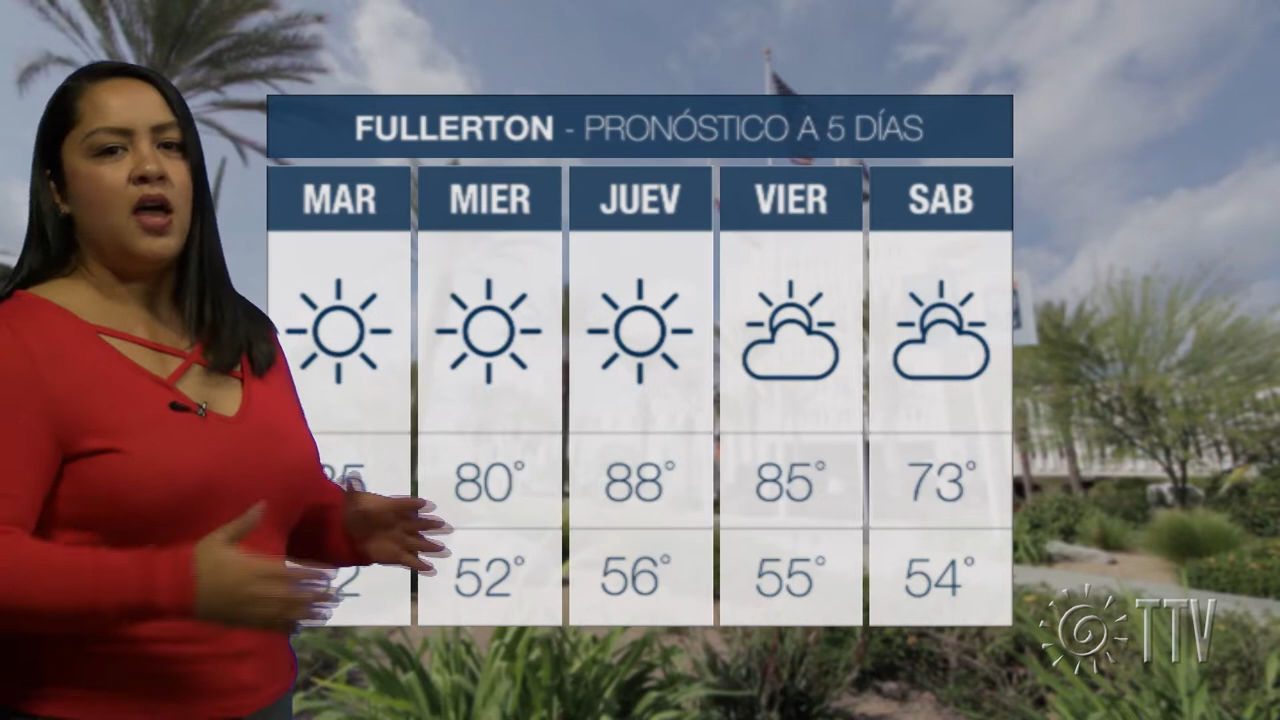 FULLERTON - PRONÓSTICO A 5 DÍAS
MAR MIER JUEV VIER SAB
80° 88° 85° 73°
52° 56° 55° 54°
TTV